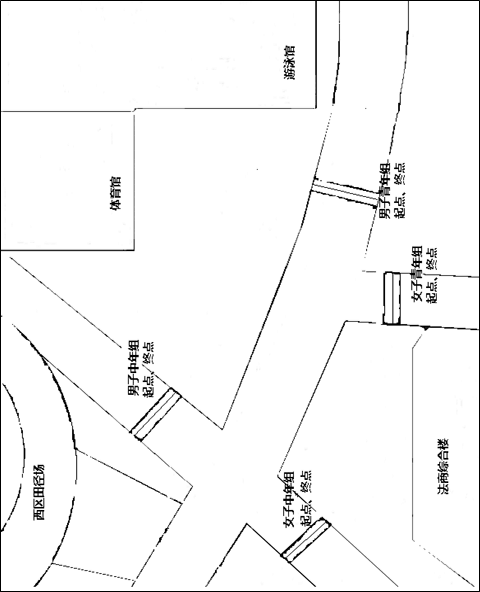 游泳馆
体育馆
男子青年组
起点、终点
女子青年组
起点、终点
男子中年组
起点、终点
女子中年组
起点、终点
西区田径场
法商综合楼